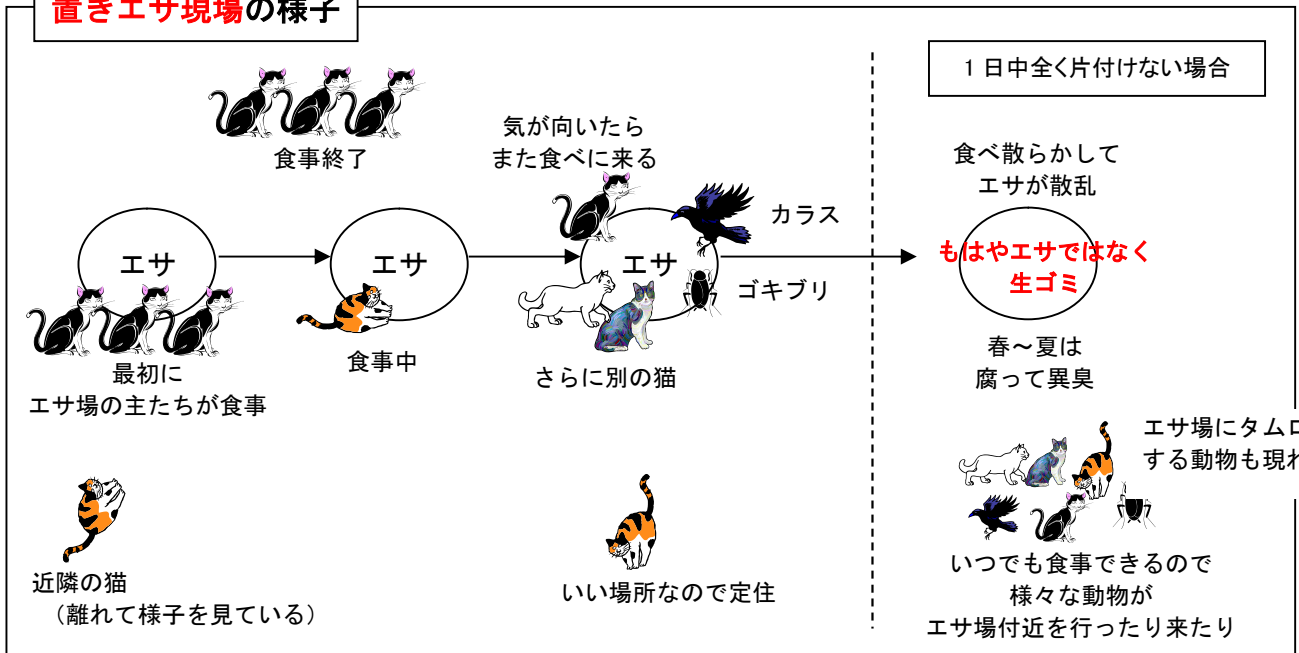 置きエサ現場の様子
食事終了
エサ
最初に
エサ場の主たちが食事
近隣の猫
（離れて様子を見ている）
エサ
食事中
気が向いたら
また食べに来る
カラス
エサ
ゴキブリ
さらに別の猫
いい場所なので定住
1日中全く片付けない場合
食べ散らかして
エサが散乱
もはやエサではなく
生ゴミ
春～夏は
腐って異臭
エサ場にタムロ
する動物も現れ
いつでも食事できるので
様々な動物が
エサ場付近を行ったり来たり